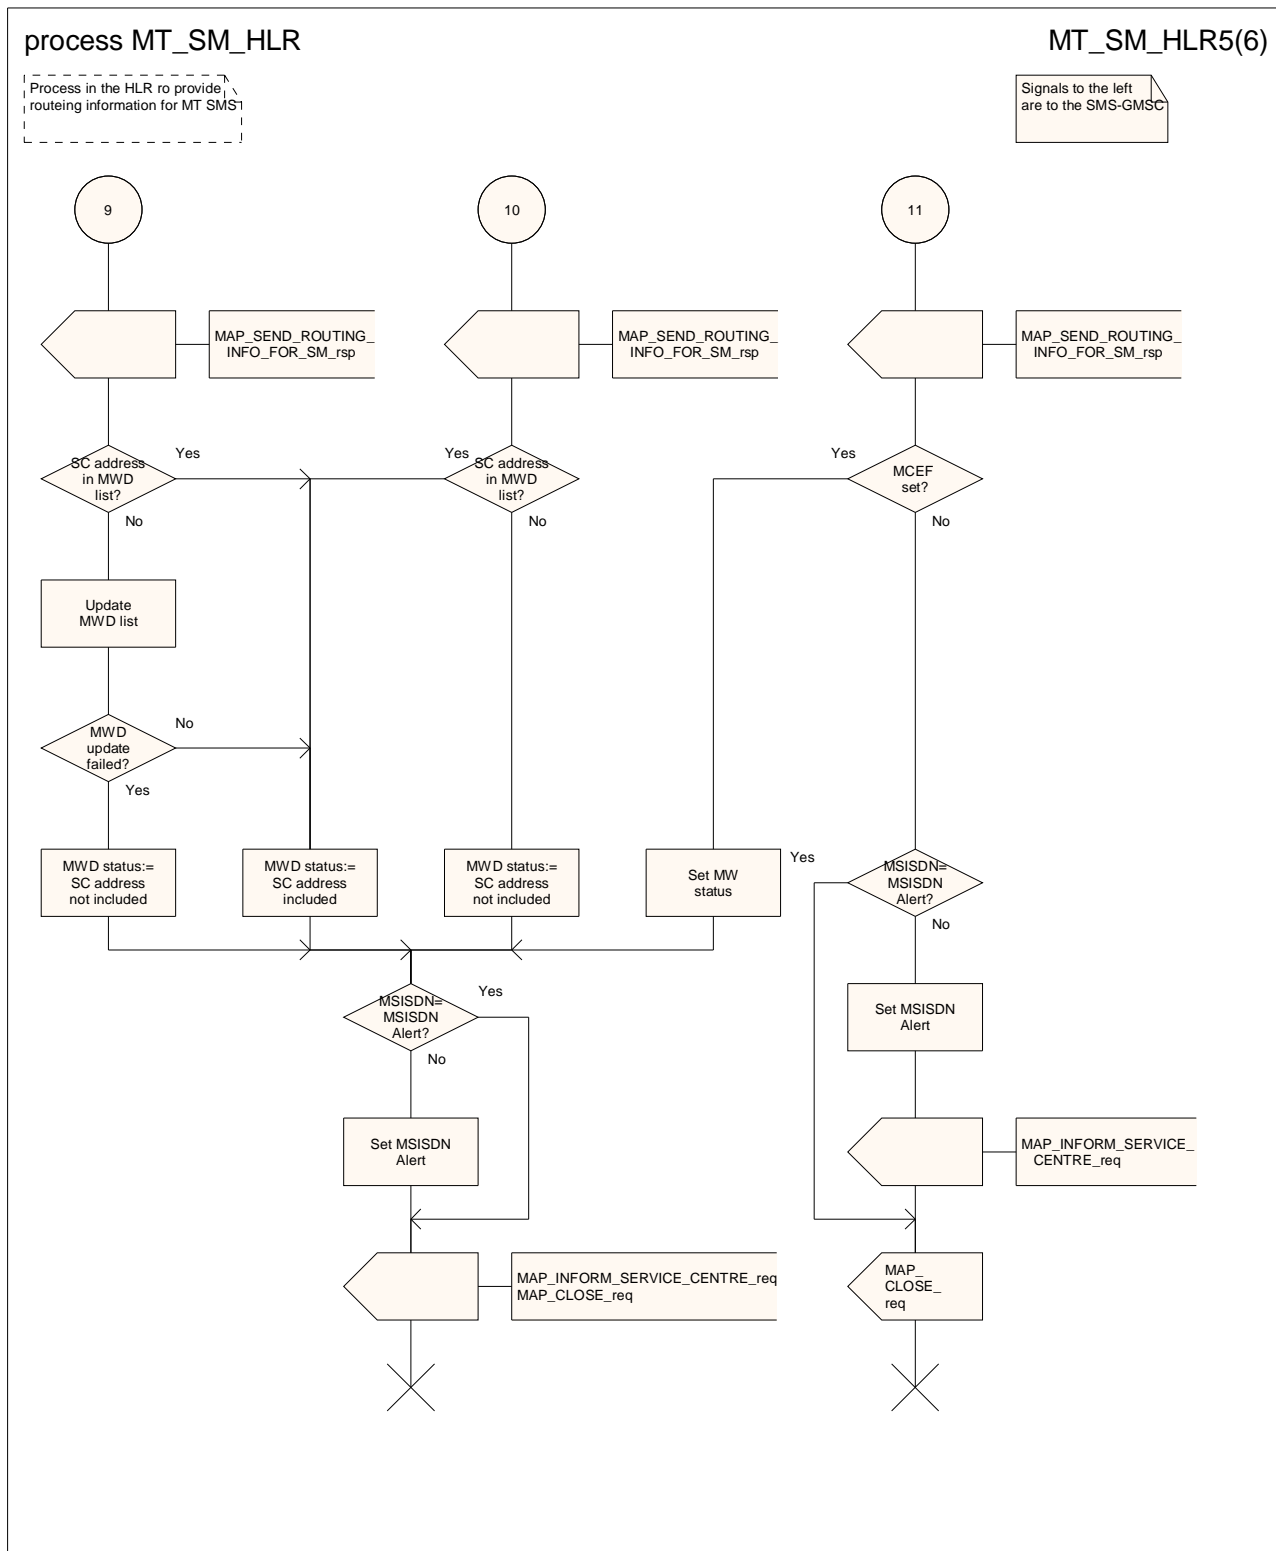 process MT_SM_HLR
MT_SM_HLR5(6)
Process in the HLR ro provide
routeing information for MT SMS
Signals to the left
are to the SMS-GMSC
9
10
11
MAP_SEND_ROUTING_
INFO_FOR_SM_rsp
MAP_SEND_ROUTING_
INFO_FOR_SM_rsp
MAP_SEND_ROUTING_
INFO_FOR_SM_rsp
SC address
in MWD
list?
Yes
No
Yes
SC address
in MWD
list?
No
Yes
MCEF
set?
No
Update
MWD list
MWD
update
failed?
No
Yes
MWD status:=
SC address
not included
MWD status:=
SC address
included
MWD status:=
SC address
not included
Set MW
status
Yes
MSISDN=
MSISDN
Alert?
No
MSISDN=
MSISDN
Alert?
Yes
No
Set MSISDN
Alert
Set MSISDN
Alert
MAP_INFORM_SERVICE_
CENTRE_req
MAP_INFORM_SERVICE_CENTRE_req
MAP_CLOSE_req
MAP_
CLOSE_
req